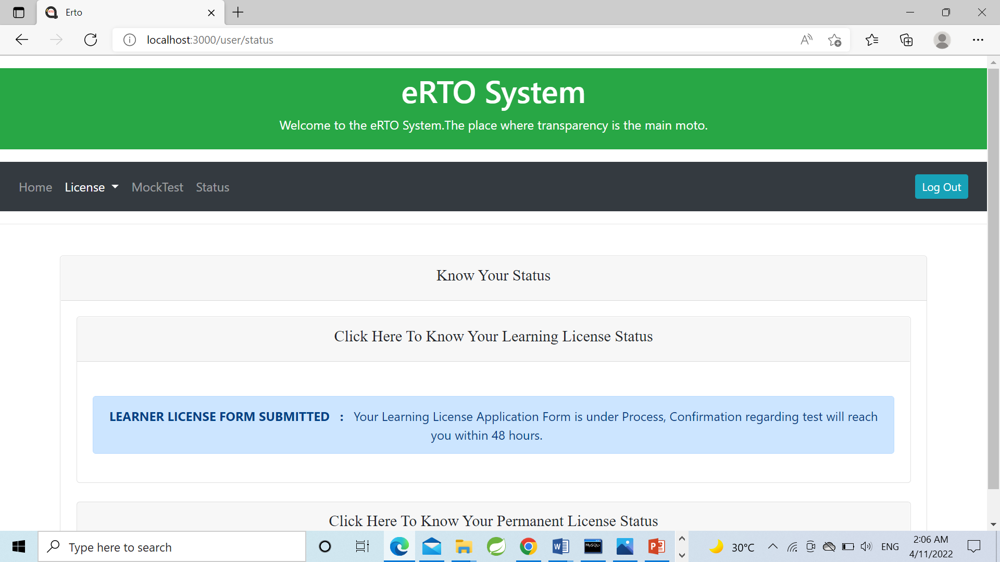 Erto
localhost:3000/user/status
eRTO System
Welcome to the eRTO System.The place where transparency is the main moto.
Home License MockTest Status Log Out
Know Your Status
Click Here To Know Your Learning License Status
LEARNER LICENSE FORM SUBMITTED : Your Learning License Application Form is under Process, Confirmation regarding test will reach
you within 48 hours.
Click Here To Know Your Permanent License Status
Type here to search
MySQL
30°C
ENG
2:06 AM
4/11/2022